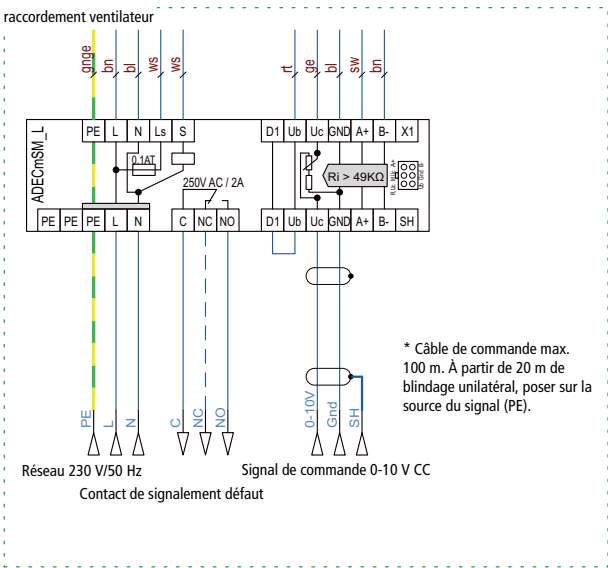 raccordement ventilateur
gnge bn bl ws ws rt ge bl sw bn
ADECmSM_L
PE L N Ls S D1 Ub Uc GND A+ B- X1
0.1AT
250V AC / 2A
Ri > 49KΩ
PE PE PE L N C NC NO D1 Ub Uc GND A+ B- SH
* Câble de commande max.
100 m. À partir de 20 m de
blindage unilatéral, poser sur la
source du signal (PE).
PE L N C NC NO 0-10V Gnd SH
Réseau 230 V/50 Hz
Signal de commande 0-10 V CC
Contact de signalement défaut